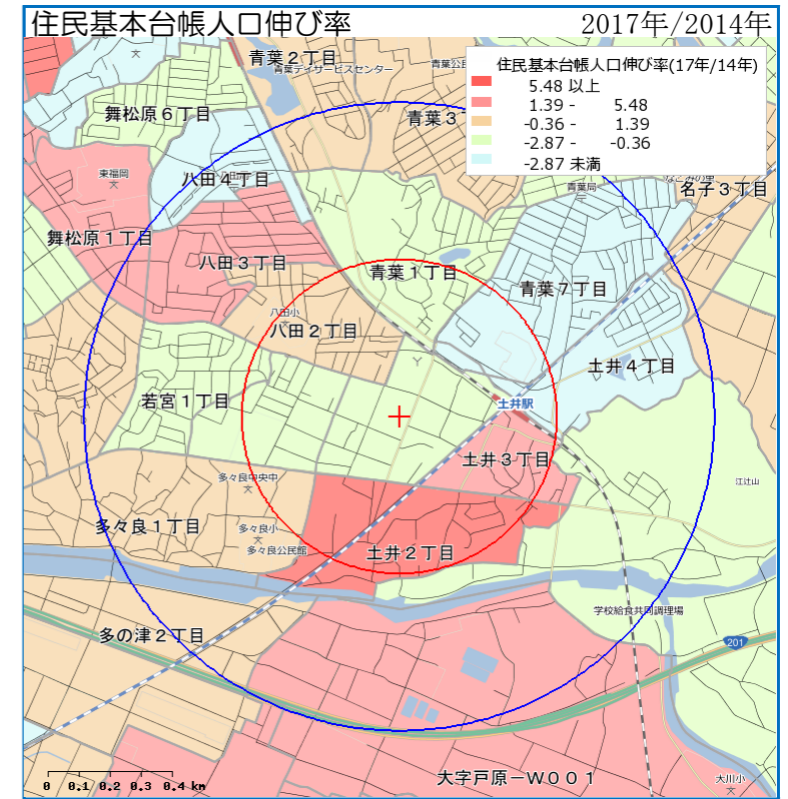 住民基本台帳人口伸び率 2017年/2014年
住民基本台帳人口伸び率(17年/14年)
5.48 以上
1.39 - 5.48
-0.36 - 1.39
-2.87 - -0.36
-2.87 未満
青葉2丁目
青葉デイサービスセンター
青葉公
舞松原6丁目
青葉3
東福岡
文
八田4丁目
青葉局
名子3丁目
舞松原1丁目
八田3丁目
青葉1丁目
青葉7丁目
八田小
文
八田2丁目
土井4丁目
若宮1丁目
土井駅
土井3丁目
多々良中央中
文
江辻山
多々良1丁目
多々良小
文
多々良公民館
土井2丁目
学校給食共同調理場
多の津2丁目
201
大字戸原-W001
大川小
文
0 0.1 0.2 0.3 0.4 km